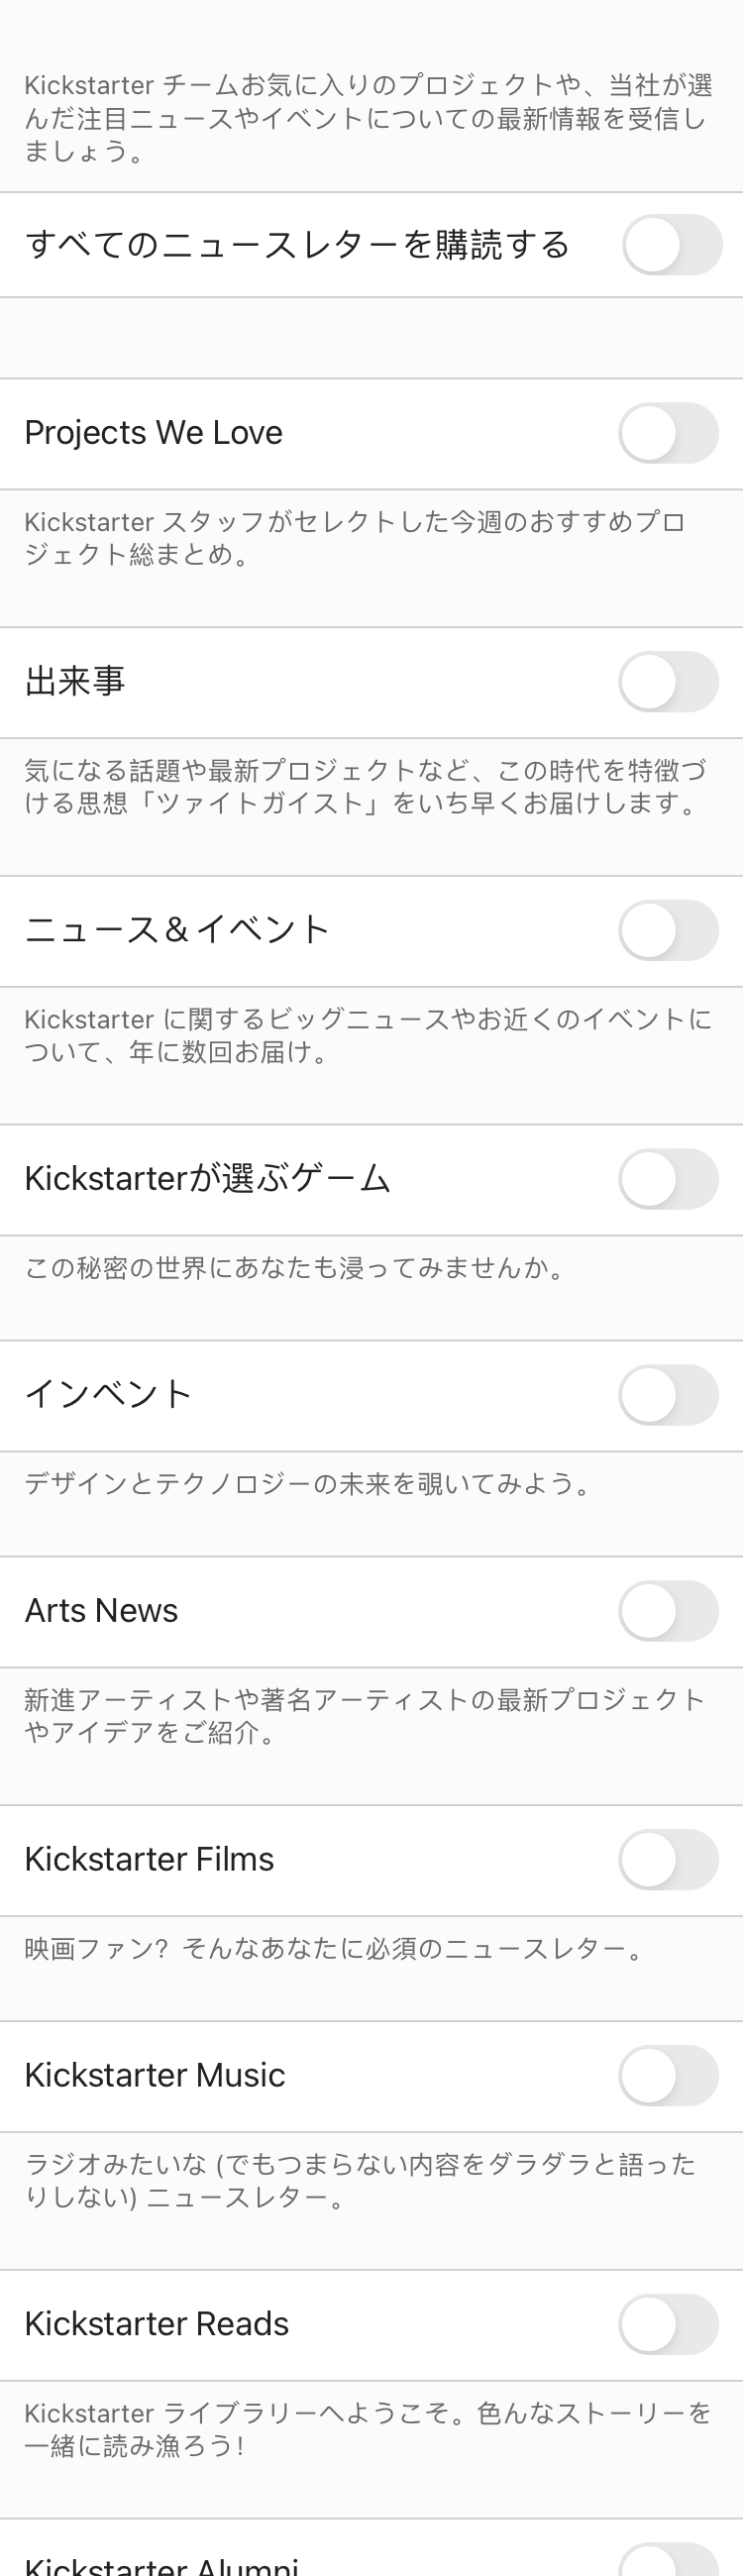 Kickstarter チームお気に入りのプロジェクトや、当社が選
んだ注目ニュースやイベントについての最新情報を受信し
ましょう。
すべてのニュースレターを購読する
Projects We Love
Kickstarter スタッフがセレクトした今週のおすすめプロ
ジェクト総まとめ。
出来事
気になる話題や最新プロジェクトなど、この時代を特徴づ
ける思想「ツァイトガイスト」をいち早くお届けします。
ニュース＆イベント
Kickstarter に関するビッグニュースやお近くのイベントに
ついて、年に数回お届け。
Kickstarterが選ぶゲーム
この秘密の世界にあなたも浸ってみませんか。
インベント
デザインとテクノロジーの未来を覗いてみよう。
Arts News
新進アーティストや著名アーティストの最新プロジェクト
やアイデアをご紹介。
Kickstarter Films
映画ファン？そんなあなたに必須のニュースレター。
Kickstarter Music
ラジオみたいな (でもつまらない内容をダラダラと語った
りしない) ニュースレター。
Kickstarter Reads
Kickstarter ライブラリーへようこそ。色んなストーリーを
一緒に読み漁ろう！
Kickstarter Alumni